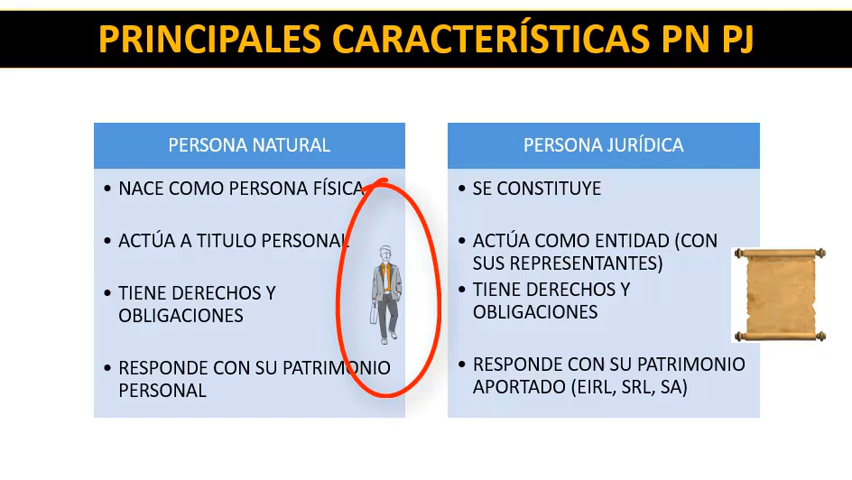 PRINCIPALES CARACTERÍSTICAS PN PJ
PERSONA NATURAL
• NACE COMO PERSONA FÍSICA
• ACTÚA A TITULO PERSONAL
• TIENE DERECHOS Y
OBLIGACIONES
• RESPONDE CON SU PATRIMONIO
PERSONAL
PERSONA JURÍDICA
• SE CONSTITUYE
• ACTÚA COMO ENTIDAD (CON
SUS REPRESENTANTES)
• TIENE DERECHOS Y
OBLIGACIONES
• RESPONDE CON SU PATRIMONIO
APORTADO (EIRL, SRL, SA)